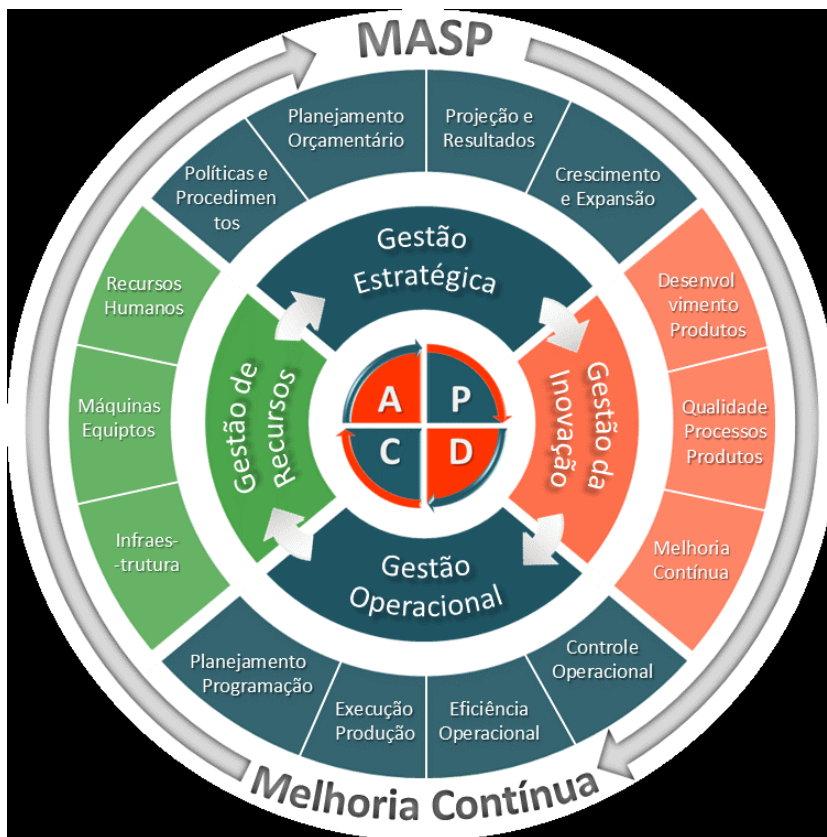 MASP
Planejamento
Orçamentário
Projeção e
Resultados
Políticas e
Procedimen
tos
Crescimento
e Expansão
Gestão
Estratégica
Recursos
Humanos
Desenvol
vimento
Produtos
Gestão de
Recursos
A
P
C
D
Gestão da
Inovação
Máquinas
Equiptos
Qualidade
Processos
Produtos
Infraes-
-trutura
Melhoria
Contínua
Gestão
Operacional
Planejamento
Programação
Execução
Produção
Eficiência
Operacional
Controle
Operacional
Melhoria Contínua